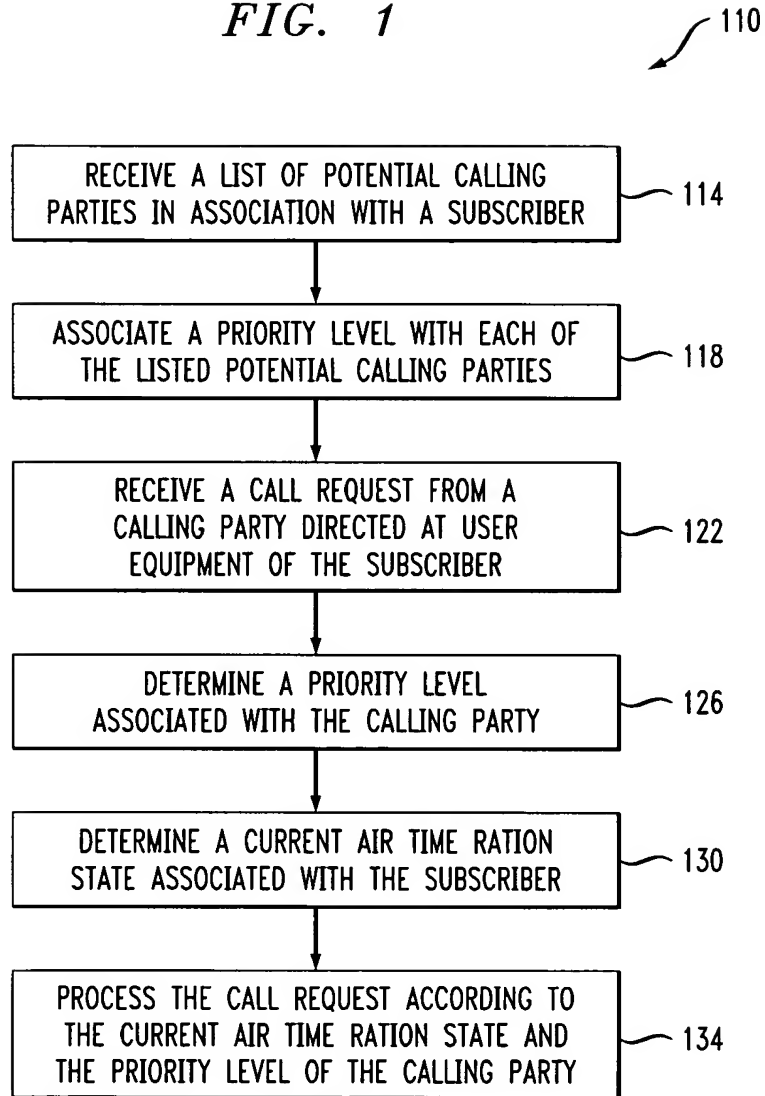 FIG. 1
110
RECEIVE A LIST OF POTENTIAL CALLING
PARTIES IN ASSOCIATION WITH A SUBSCRIBER
114
ASSOCIATE A PRIORITY LEVEL WITH EACH OF
THE LISTED POTENTIAL CALLING PARTIES
118
RECEIVE A CALL REQUEST FROM A
CALLING PARTY DIRECTED AT USER
EQUIPMENT OF THE SUBSCRIBER
122
DETERMINE A PRIORITY LEVEL
ASSOCIATED WITH THE CALLING PARTY
126
DETERMINE A CURRENT AIR TIME RATION
STATE ASSOCIATED WITH THE SUBSCRIBER
130
PROCESS THE CALL REQUEST ACCORDING TO
THE CURRENT AIR TIME RATION STATE AND
THE PRIORITY LEVEL OF THE CALLING PARTY
134